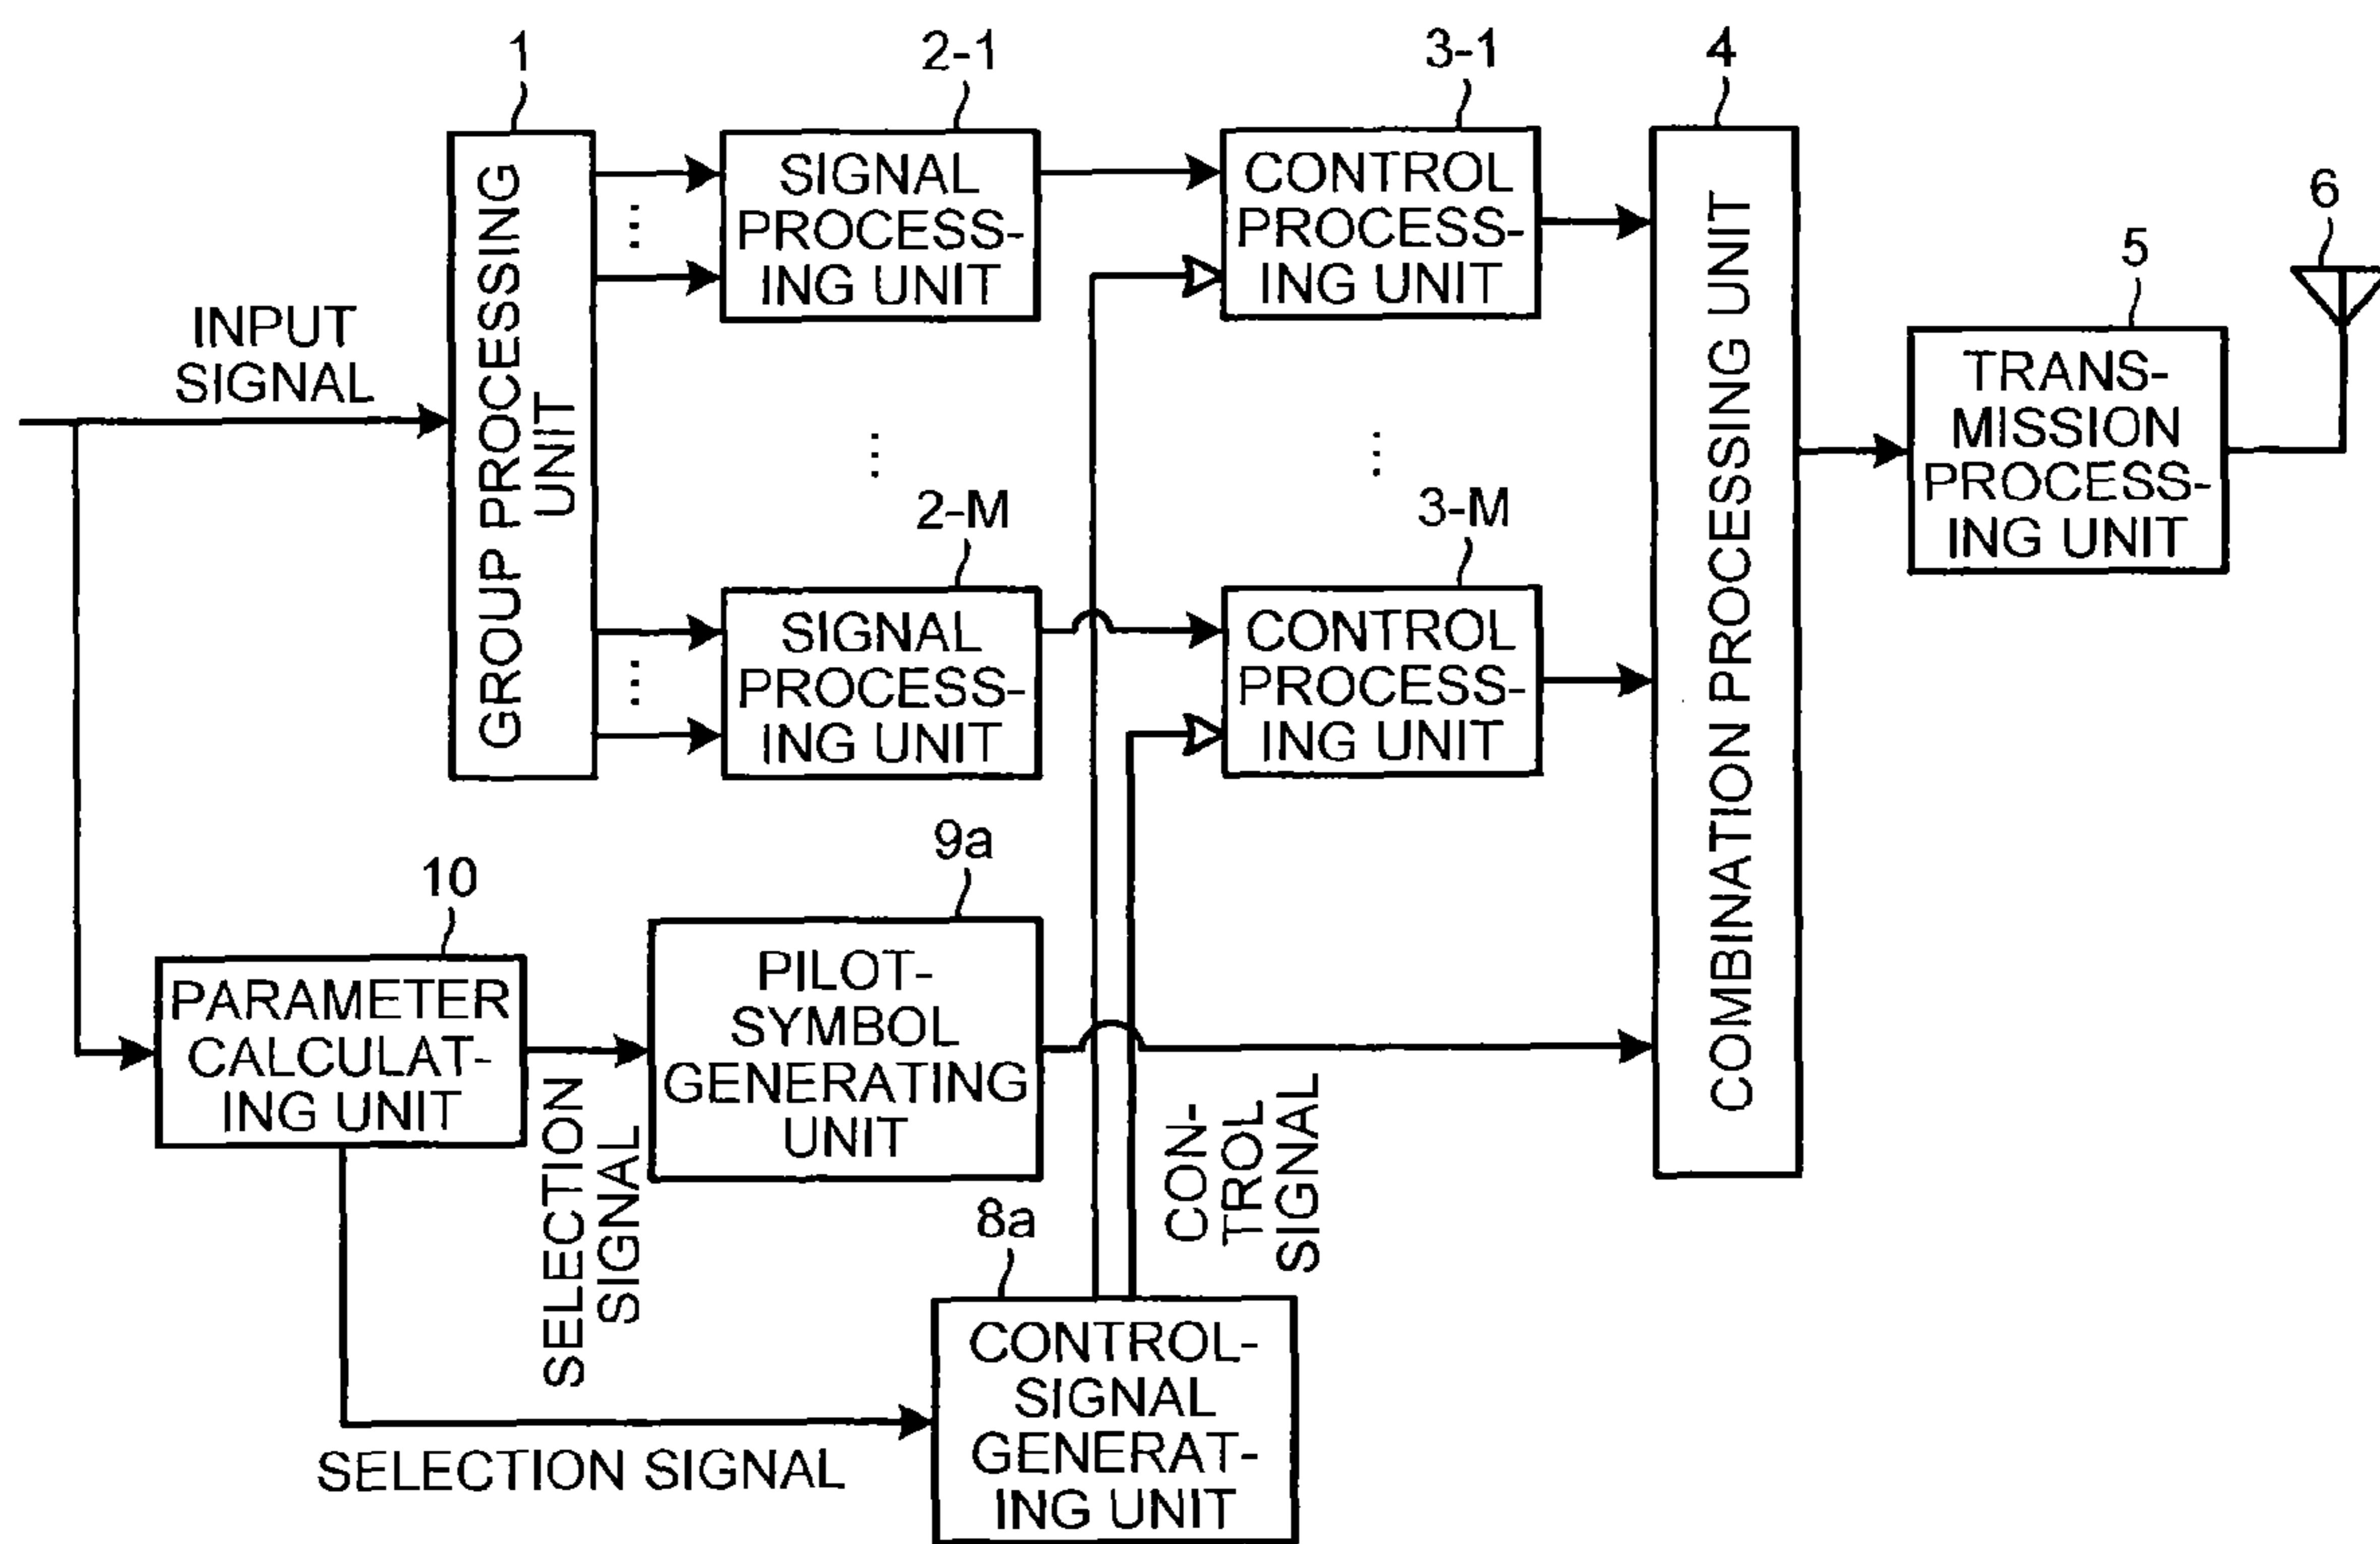 1
2-1
3-1
4
GROUP PROCESSING
UNIT
SIGNAL
PROCESS-
ING UNIT
CONTROL
PROCESS-
ING UNIT
COMBINATION PROCESSING UNIT
6
5
TRANS-
MISSION
PROCESS-
ING UNIT
INPUT
SIGNAL
2-M
3-M
SIGNAL
PROCESS-
ING UNIT
CONTROL
PROCESS-
ING UNIT
10
9a
PARAMETER
CALCULAT-
ING UNIT
SELECTION
SIGNAL
PILOT-
SYMBOL
GENERATING
UNIT
CON-
TROL
SIGNAL
8a
CONTROL-
SIGNAL
GENERAT-
ING UNIT
SELECTION SIGNAL